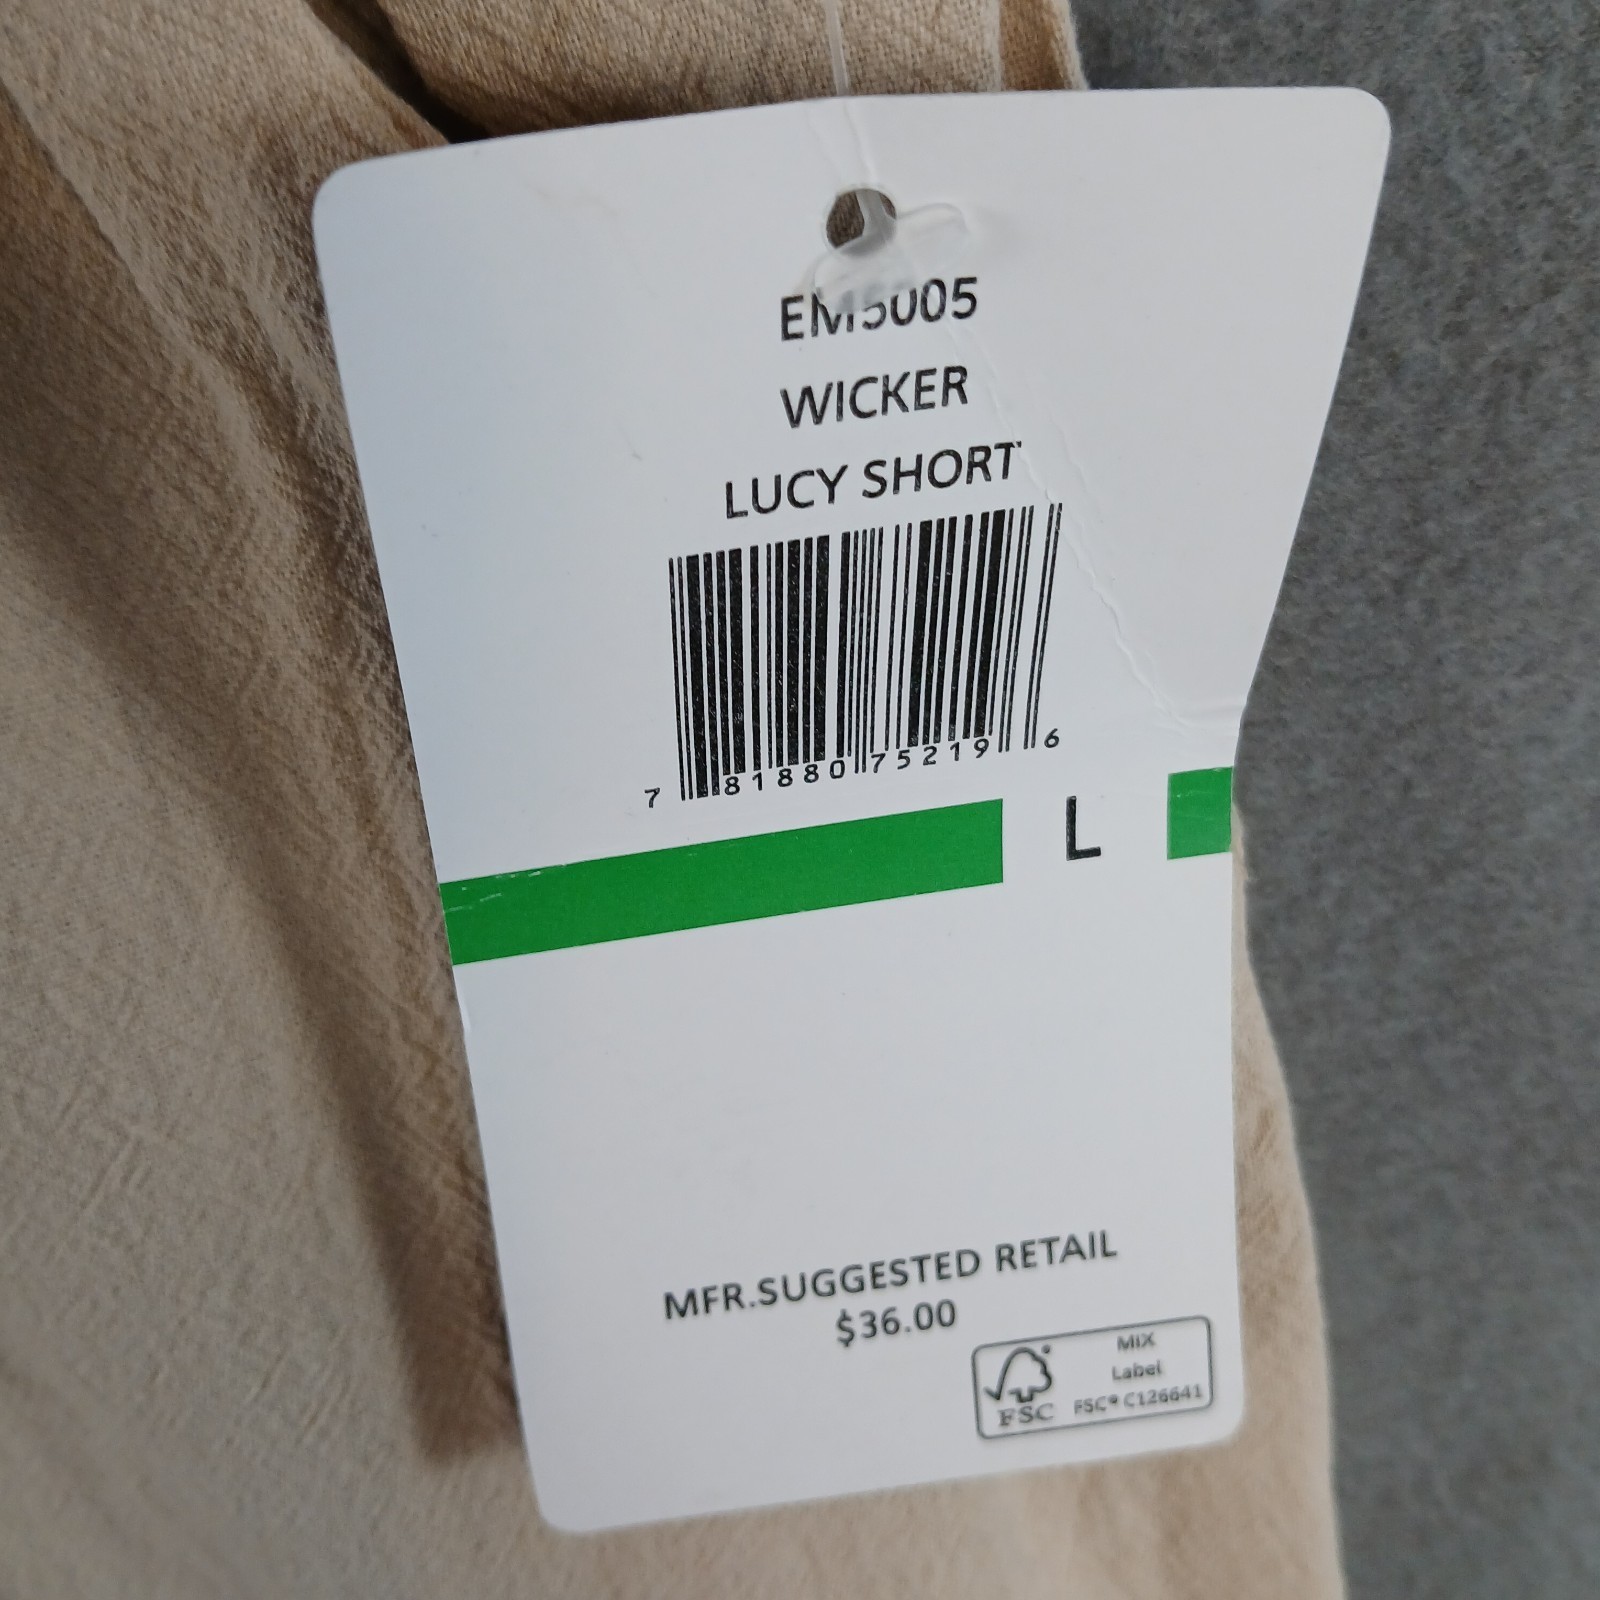 EM5005
WICKER
LUCY SHORT
7 81880 75219 6
L
MFR.SUGGESTED RETAIL
$36.00
FSC
MIX
Label
FSC® C126641